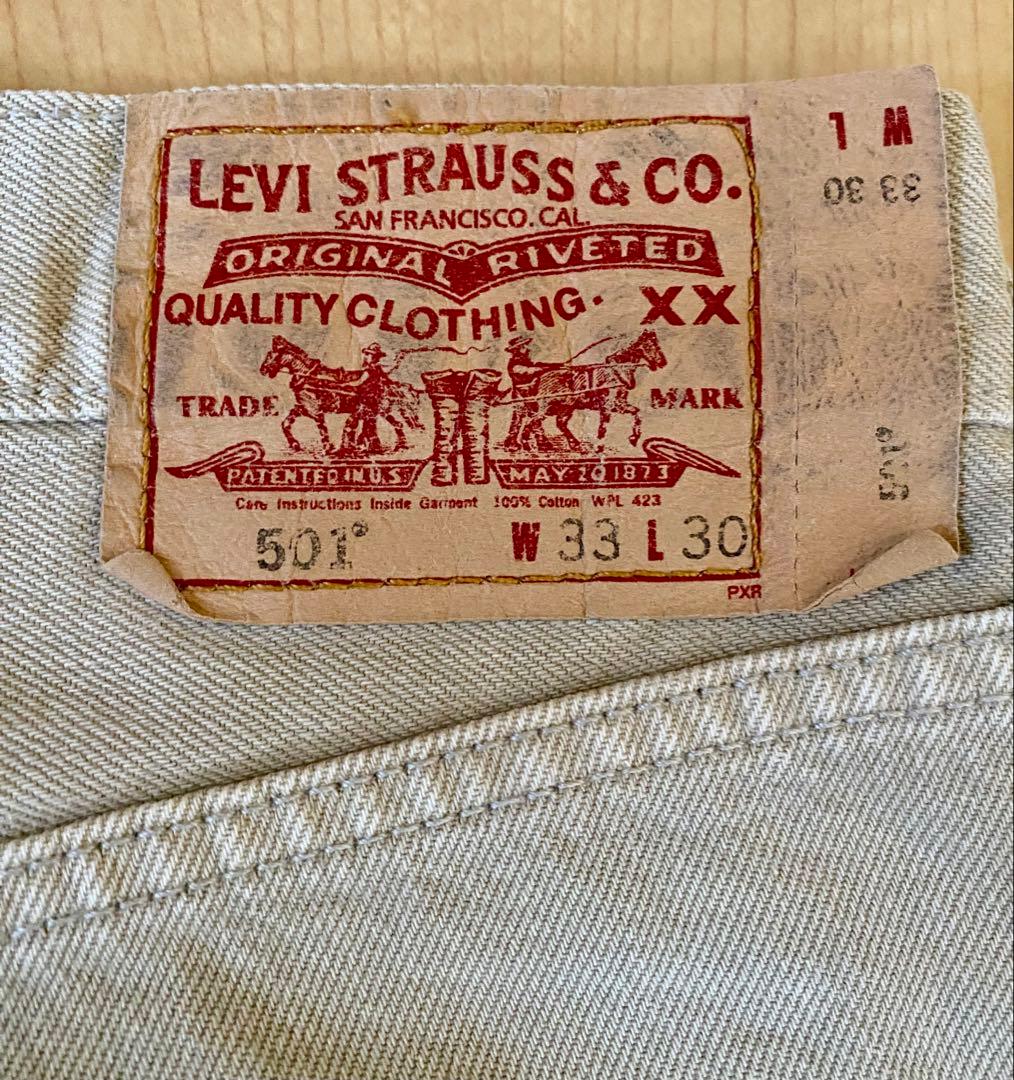 LEVI STRAUSS & CO.
SAN FRANCISCO. CAL.
ORIGINAL RIVETED
QUALITY CLOTHING. XX
TRADE MARK
PATENTED IN U.S. MAY 20 1873
Care Instructions Inside Garment 100% Cotton WPL 423
501® W 33 L 30
PXR
W L
33 30
501®